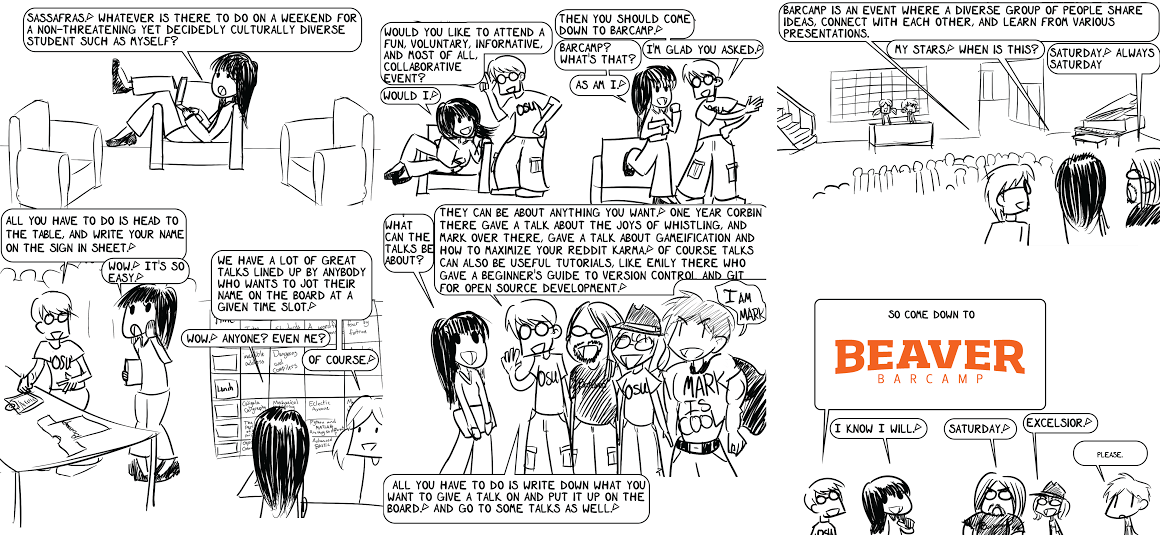 SASSAFRAS! WHATEVER IS THERE TO DO ON A WEEKEND FOR
A NON-THREATENING YET DECIDEDLY CULTURALLY DIVERSE
STUDENT SUCH AS MYSELF?
WOULD YOU LIKE TO ATTEND A
FUN, VOLUNTARY, INFORMATIVE,
AND MOST OF ALL,
COLLABORATIVE
EVENT?
WOULD I!
OSU
THEN YOU SHOULD COME
DOWN TO BARCAMP!
BARCAMP?
WHAT'S THAT?
I'M GLAD YOU ASKED!
AS AM I!
OSU
BARCAMP IS AN EVENT WHERE A DIVERSE GROUP OF PEOPLE SHARE
IDEAS, CONNECT WITH EACH OTHER, AND LEARN FROM VARIOUS
PRESENTATIONS.
MY STARS! WHEN IS THIS?
SATURDAY! ALWAYS
SATURDAY
ALL YOU HAVE TO DO IS HEAD TO
THE TABLE, AND WRITE YOUR NAME
ON THE SIGN IN SHEET!
WOW! IT'S SO
EASY!
OSU
WE HAVE A LOT OF GREAT
TALKS LINED UP BY ANYBODY
WHO WANTS TO JOT THEIR
NAME ON THE BOARD AT A
GIVEN TIME SLOT!
WOW! ANYONE? EVEN ME?
OF COURSE!
Dungeons
and
Compilers
Lunch
Eclectic
WHAT
CAN THE
TALKS BE
ABOUT?
THEY CAN BE ABOUT ANYTHING YOU WANT! ONE YEAR CORBIN
THERE GAVE A TALK ABOUT THE JOYS OF WHISTLING, AND
MARK OVER THERE, GAVE A TALK ABOUT GAMEIFICATION AND
HOW TO MAXIMIZE YOUR REDDIT KARMA! OF COURSE TALKS
CAN ALSO BE USEFUL TUTORIALS, LIKE EMILY THERE WHO
GAVE A BEGINNER'S GUIDE TO VERSION CONTROL AND GIT
FOR OPEN SOURCE DEVELOPMENT!
I AM
MARK
OSU
OSU
MARK
IS
COOL
ALL YOU HAVE TO DO IS WRITE DOWN WHAT YOU
WANT TO GIVE A TALK ON AND PUT IT UP ON THE
BOARD! AND GO TO SOME TALKS AS WELL!
SO COME DOWN TO
BEAVER
BARCAMP
I KNOW I WILL!
SATURDAY!
EXCELSIOR!
PLEASE.
OSU